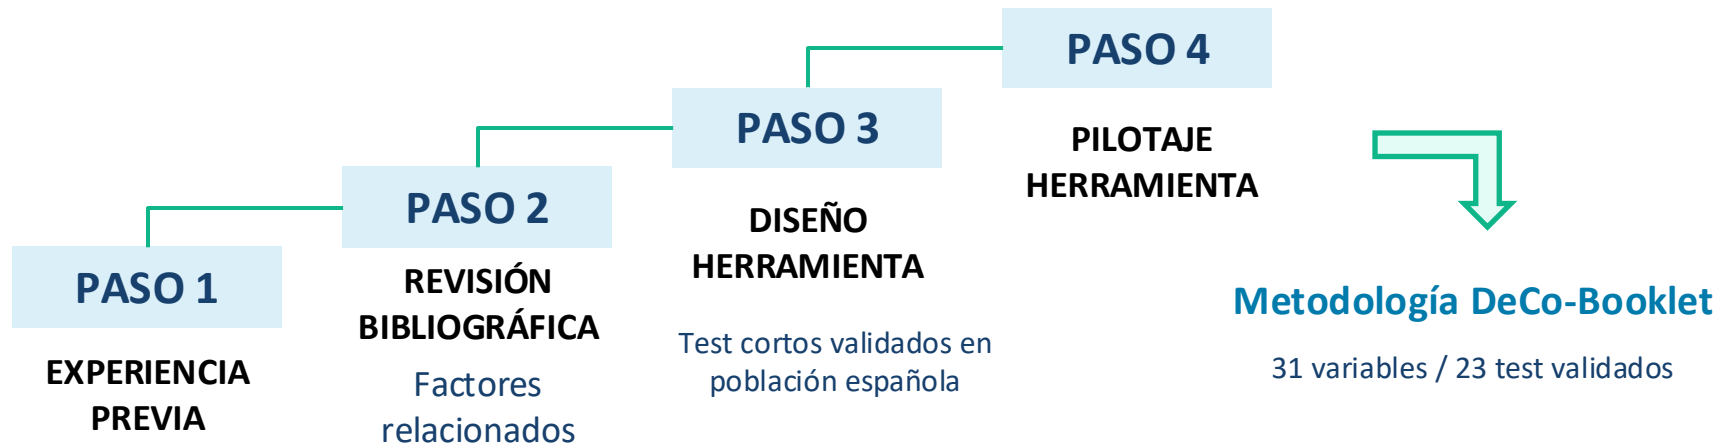 PASO 1
EXPERIENCIA
PREVIA
PASO 2
REVISIÓN
BIBLIOGRÁFICA
Factores
relacionados
PASO 3
DISEÑO
HERRAMIENTA
Test cortos validados en
población española
PASO 4
PILOTAJE
HERRAMIENTA
Metodología DeCo-Booklet
31 variables / 23 test validados